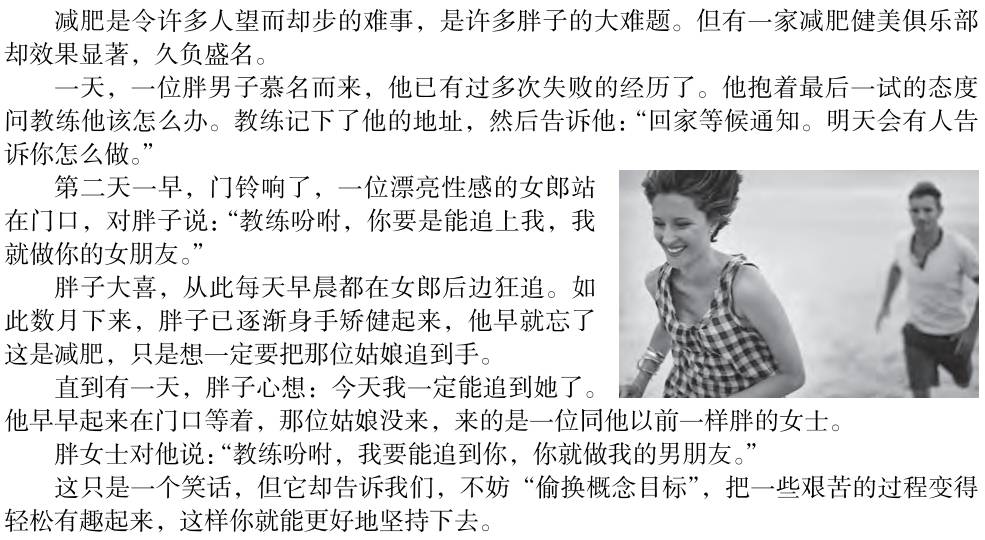 减肥是令许多人望而却步的难事，是许多胖子的大难题。但有一家减肥健美俱乐部
却效果显著，久负盛名。
一天，一位胖男子慕名而来，他已有过多次失败的经历了。他抱着最后一试的态度
问教练他该怎么办。教练记下了他的地址，然后告诉他：“回家等候通知。明天会有人告
诉你怎么做。”
第二天一早，门铃响了，一位漂亮性感的女郎站
在门口，对胖子说：“教练吩咐，你要是能追上我，我
就做你的女朋友。”
胖子大喜，从此每天早晨都在女郎后边狂追。如
此数月下来，胖子已逐渐身手矫健起来，他早就忘了
这是减肥，只是想一定要把那位姑娘追到手。
直到有一天，胖子心想：今天我一定能追到她了。
他早早起来在门口等着，那位姑娘没来，来的是一位同他以前一样胖的女士。
胖女士对他说：“教练吩咐，我要能追到你，你就做我的男朋友。”
这只是一个笑话，但它却告诉我们，不妨“偷换概念目标”，把一些艰苦的过程变得
轻松有趣起来，这样你就能更好地坚持下去。